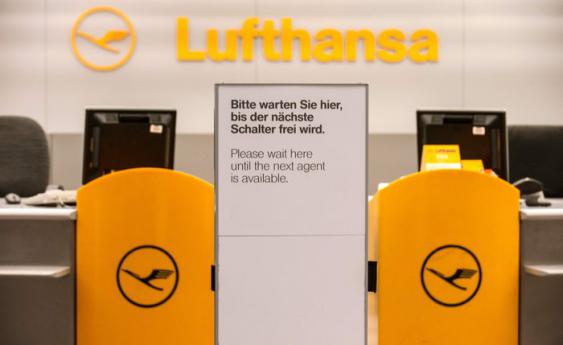 Lufthansa
Bitte warten Sie hier,
bis der nächste
Schalter frei wird.
Please wait here
until the next agent
is available.
Lufthansa